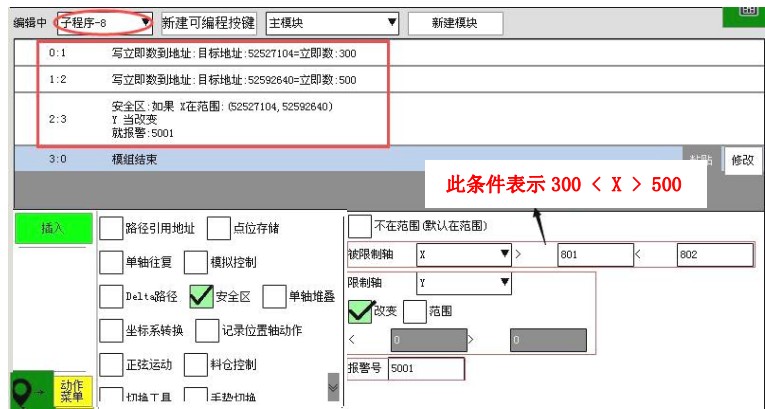 编辑中 子程序-8 新建可编程按键 主模块 新建模块
0:1 写立即数到地址:目标地址:52527104=立即数:300
1:2 写立即数到地址:目标地址:52592640=立即数:500
2:3 安全区:如果 X在范围:(52527104,52592640)
Y 当改变
就报警:5001
3:0 模组结束 粘贴 修改
此条件表示 300 < X > 500
插入 路径引用地址 点位存储
单轴往复 模拟控制
Delta路径 安全区 单轴堆叠
坐标系转换 记录位置轴动作
正弦运动 料仓控制
切换工具 手势切换
动作
菜单
不在范围(默认在范围)
被限制轴 X > 801 < 802
限制轴 Y
改变 范围
< 0 > 0
报警号 5001